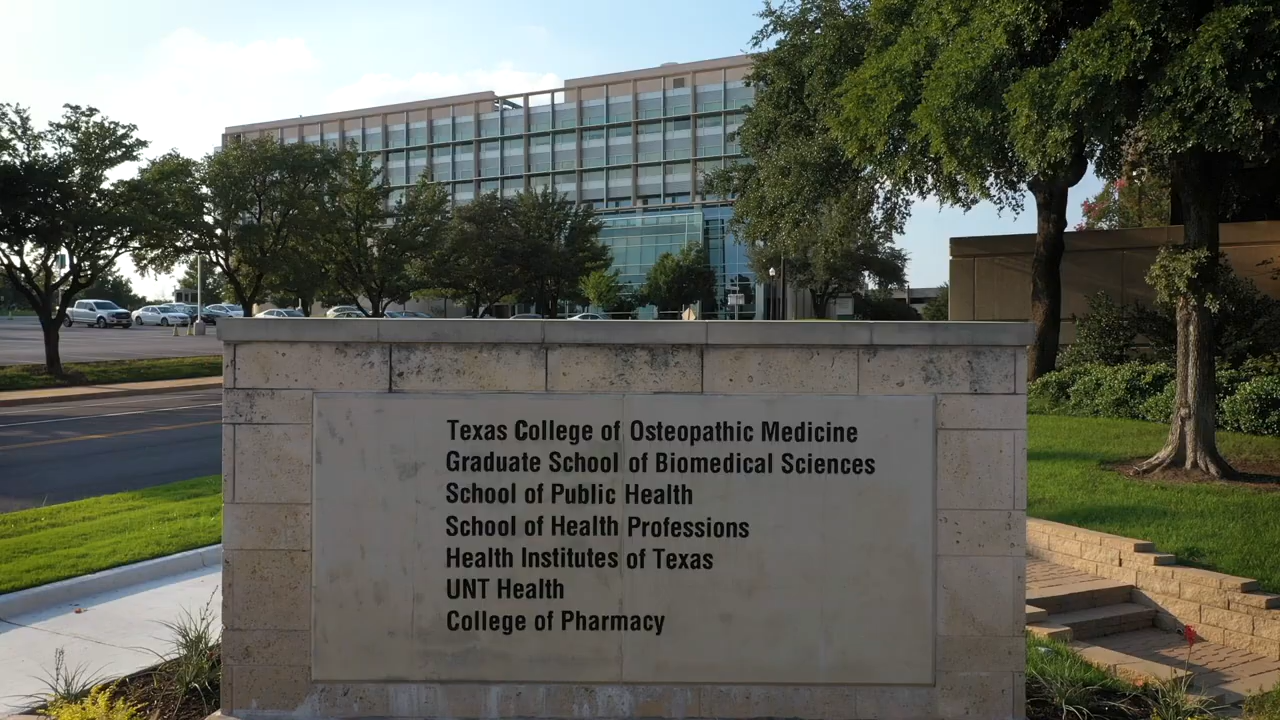 Texas College of Osteopathic Medicine
Graduate School of Biomedical Sciences
School of Public Health
School of Health Professions
Health Institutes of Texas
UNT Health
College of Pharmacy